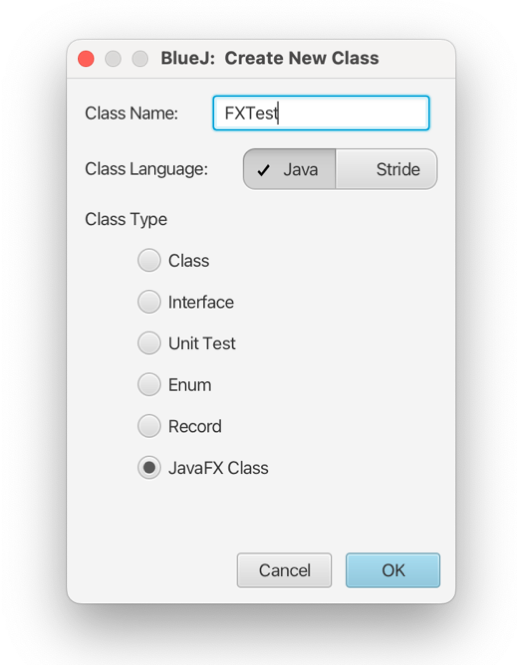 BlueJ: Create New Class
Class Name: FXTest
Class Language: ✓ Java Stride
Class Type
Class
Interface
Unit Test
Enum
Record
JavaFX Class
Cancel OK